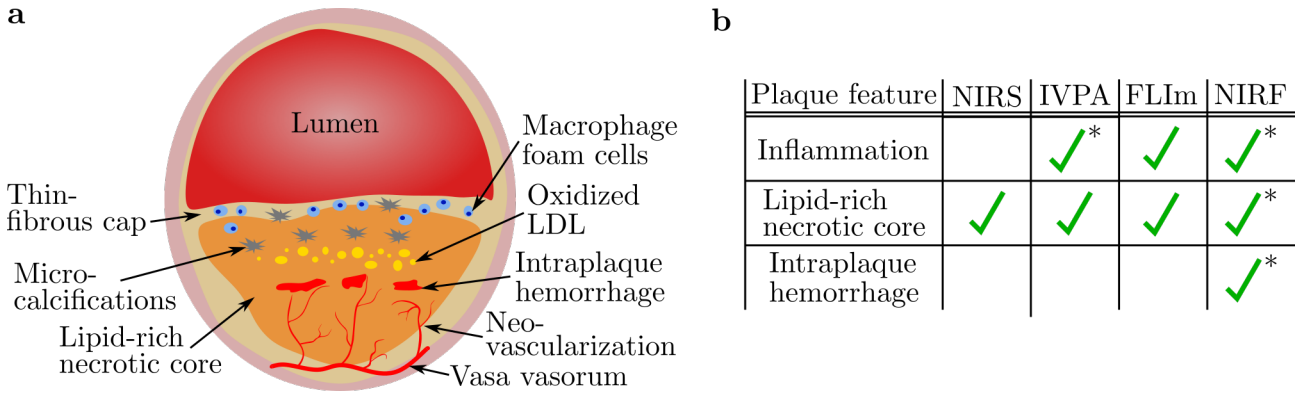 a
Lumen
Macrophage
foam cells
Oxidized
LDL
Intraplaque
hemorrhage
Neo-
vascularization
Vasa vasorum
Thin-
fibrous cap
Micro-
calcifications
Lipid-rich
necrotic core
b
Plaque feature NIRS IVPA FLIm NIRF
Inflammation * *
Lipid-rich
necrotic core *
Intraplaque
hemorrhage *